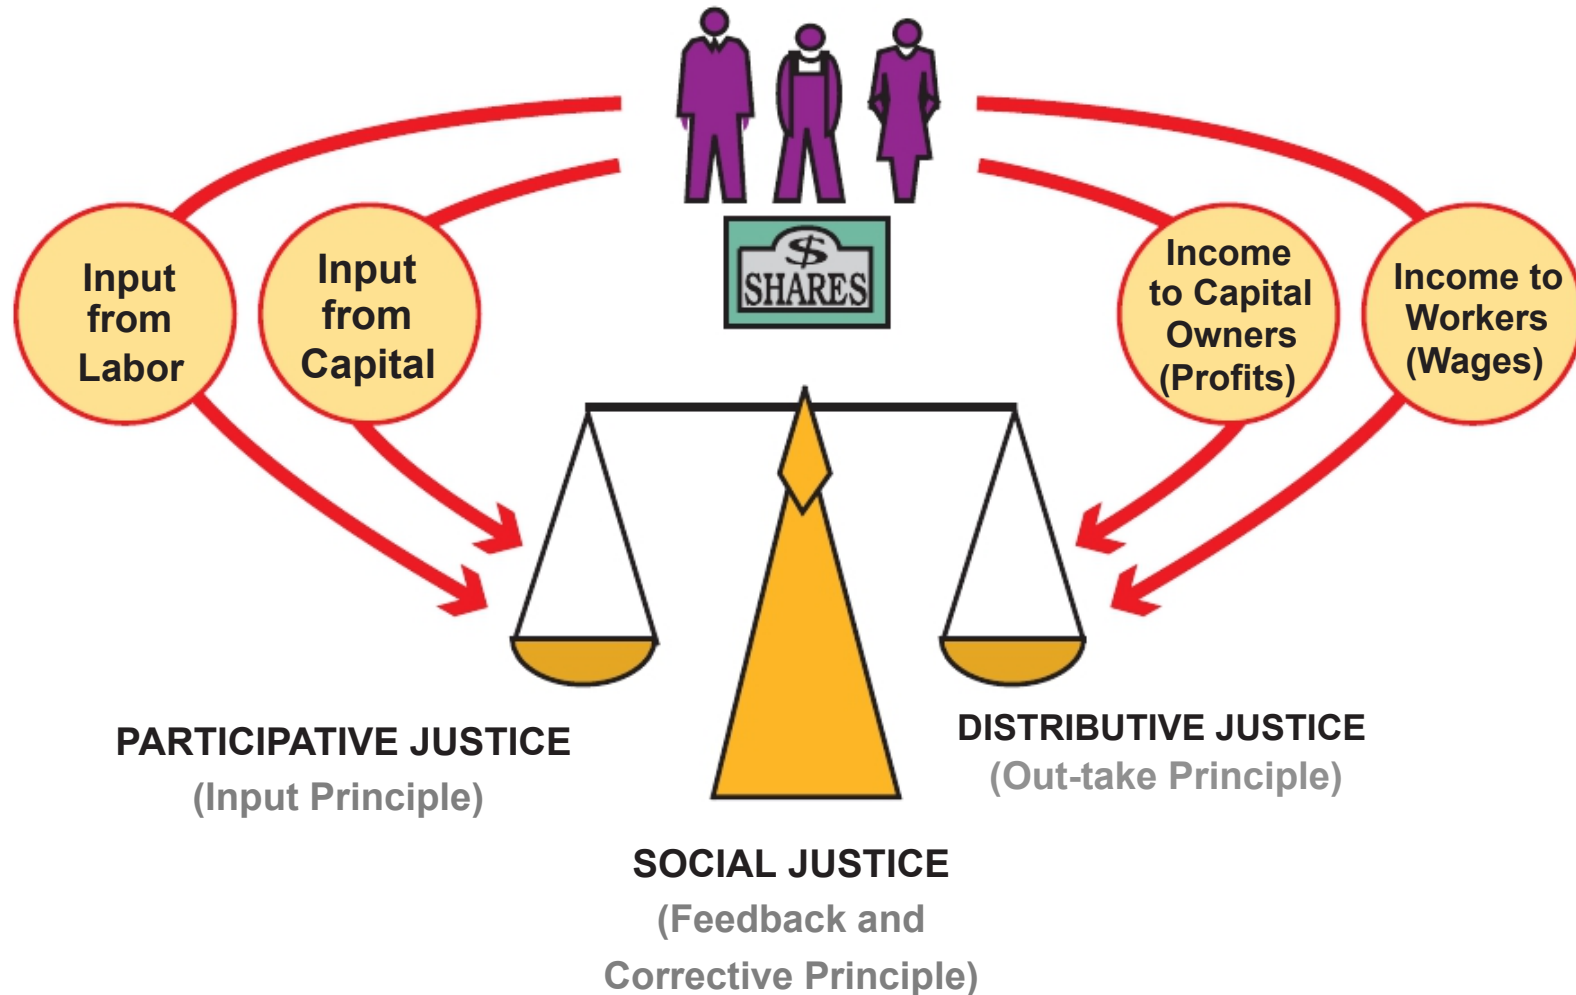 $
SHARES
Input
from
Labor
Input
from
Capital
Income
to Capital
Owners
(Profits)
Income to
Workers
(Wages)
PARTICIPATIVE JUSTICE
(Input Principle)
DISTRIBUTIVE JUSTICE
(Out-take Principle)
SOCIAL JUSTICE
(Feedback and
Corrective Principle)